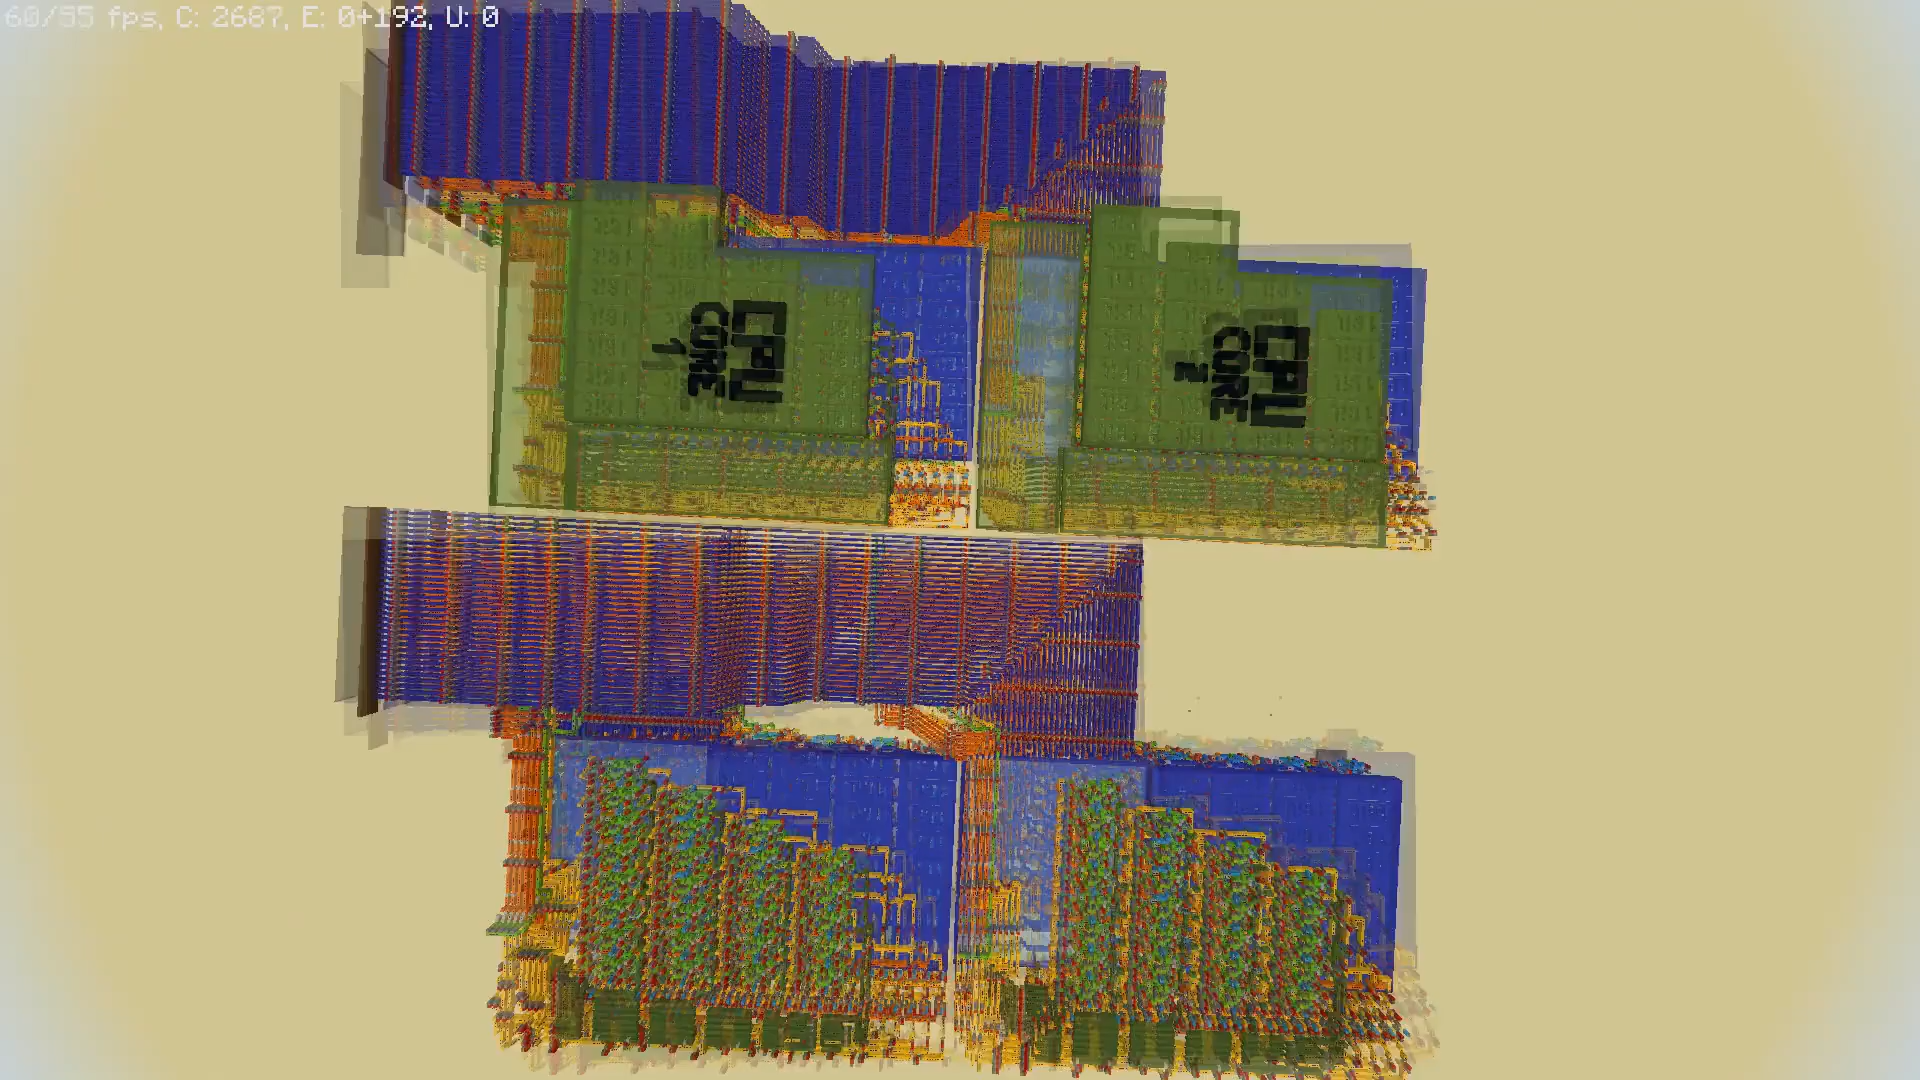 60/55 fps, C: 2687, E: 0+192, U: 0
CPU
CORE
1
CPU
CORE
2